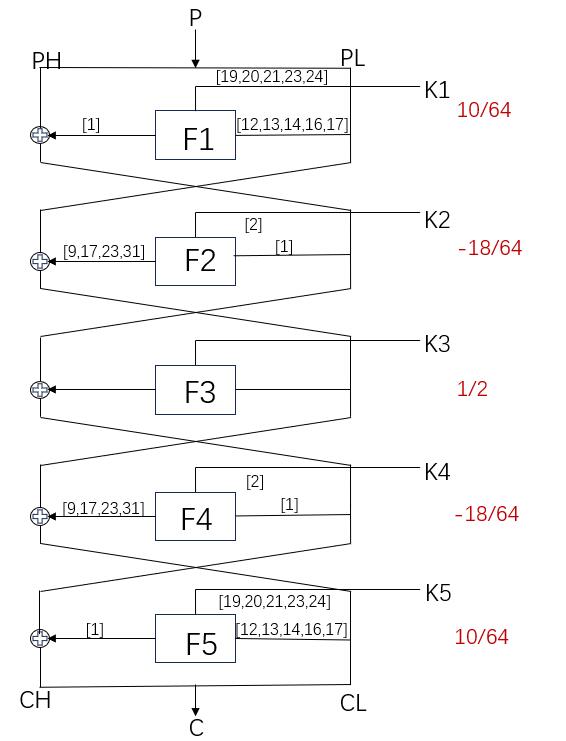 P
PH
PL
[19,20,21,23,24]
K1
10/64
[1]
F1
[12,13,14,16,17]
K2
[2]
-18/64
[9,17,23,31]
F2
[1]
K3
F3
1/2
K4
[2]
[9,17,23,31]
F4
[1]
-18/64
K5
[19,20,21,23,24]
[1]
F5
[12,13,14,16,17]
10/64
CH
CL
C